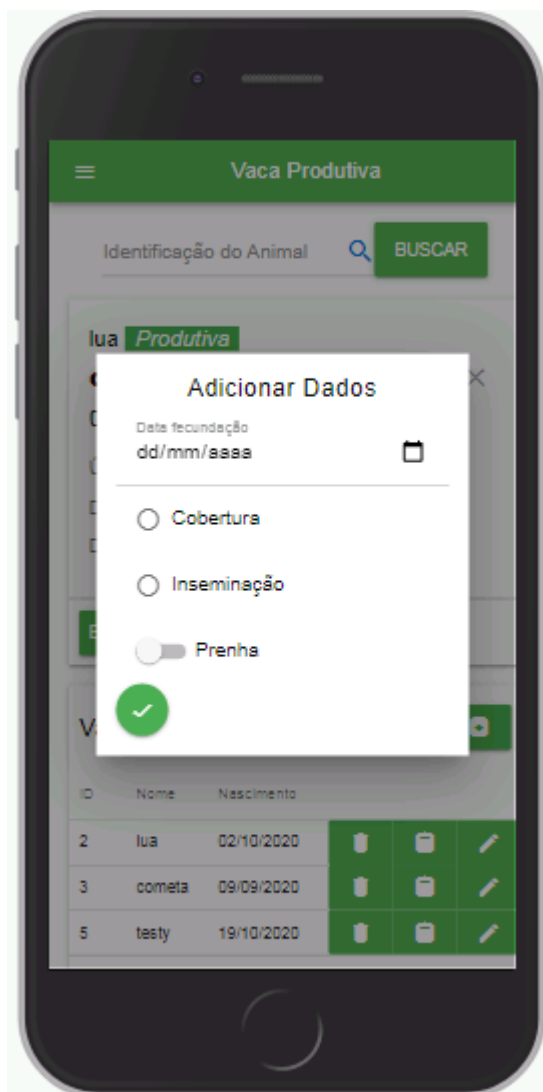 Vaca Produtiva
Identificação do Animal
BUSCAR
lua Produtiva
Adicionar Dados
Data fecundação
dd/mm/aaaa
Cobertura
Inseminação
Prenha
ID Nome Nascimento
2 lua 02/10/2020
3 cometa 09/09/2020
5 testy 19/10/2020